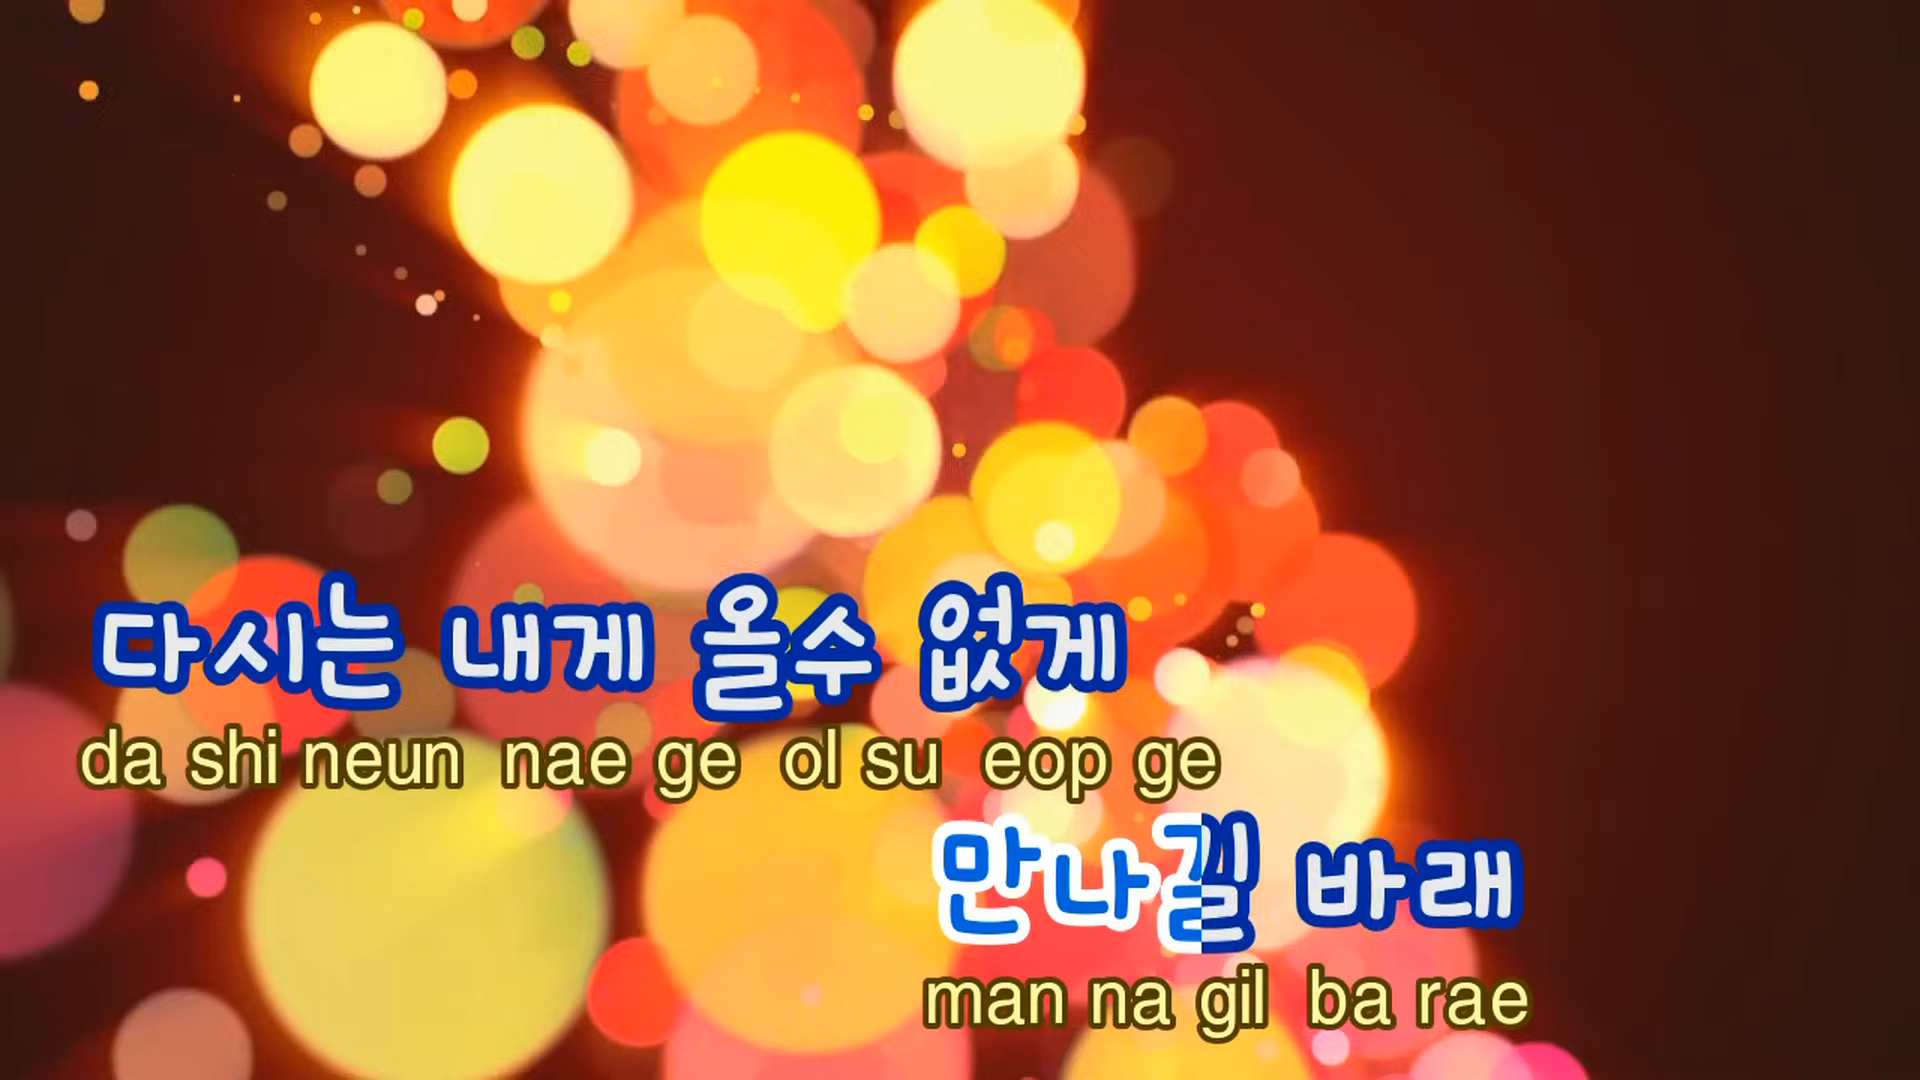 다시는 내게 올수 없게
da shi neun nae ge ol su eop ge
만나길 바래
man na gil ba rae